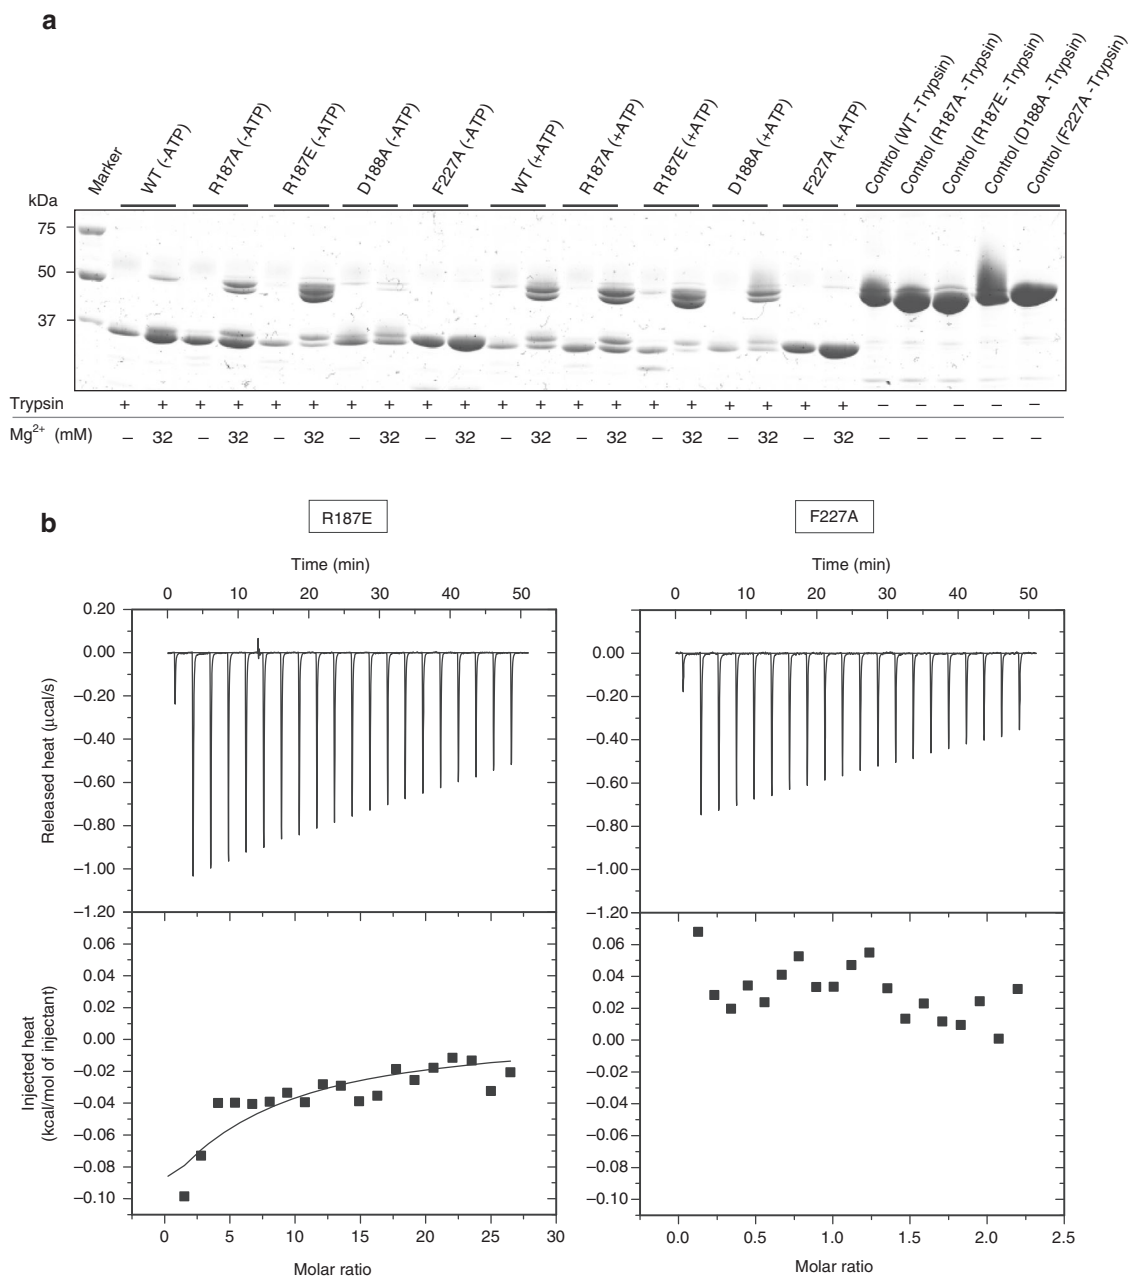 a
Marker
WT (-ATP)
R187A (-ATP)
R187E (-ATP)
D188A (-ATP)
F227A (-ATP)
WT (+ATP)
R187A (+ATP)
R187E (+ATP)
D188A (+ATP)
F227A (+ATP)
Control (WT -Trypsin)
Control (R187A -Trypsin)
Control (R187E -Trypsin)
Control (D188A -Trypsin)
Control (F227A -Trypsin)
kDa
75
50
37
Trypsin + + + + + + + + + + + + + + + + + + + + – – – – –
Mg2+ (mM) – 32 – 32 – 32 – 32 – 32 – 32 – 32 – 32 – 32 – 32 – – – – –
b
R187E
Time (min)
0 10 20 30 40 50
0.20
0.00
–0.20
–0.40
–0.60
–0.80
–1.00
–1.20
Released heat (μcal/s)
0.06
0.04
0.02
0.00
–0.02
–0.04
–0.06
–0.08
–0.10
Injected heat
(kcal/mol of injectant)
0 5 10 15 20 25 30
Molar ratio
F227A
Time (min)
0 10 20 30 40 50
0.00
–0.20
–0.40
–0.60
–0.80
–1.00
–1.20
0.06
0.04
0.02
0.00
–0.02
–0.04
–0.06
–0.08
–0.10
0.0 0.5 1.0 1.5 2.0 2.5
Molar ratio